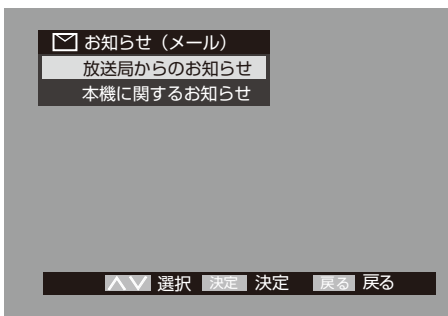 お知らせ（メール）
放送局からのお知らせ
本機に関するお知らせ
選択 決定 決定 戻る 戻る